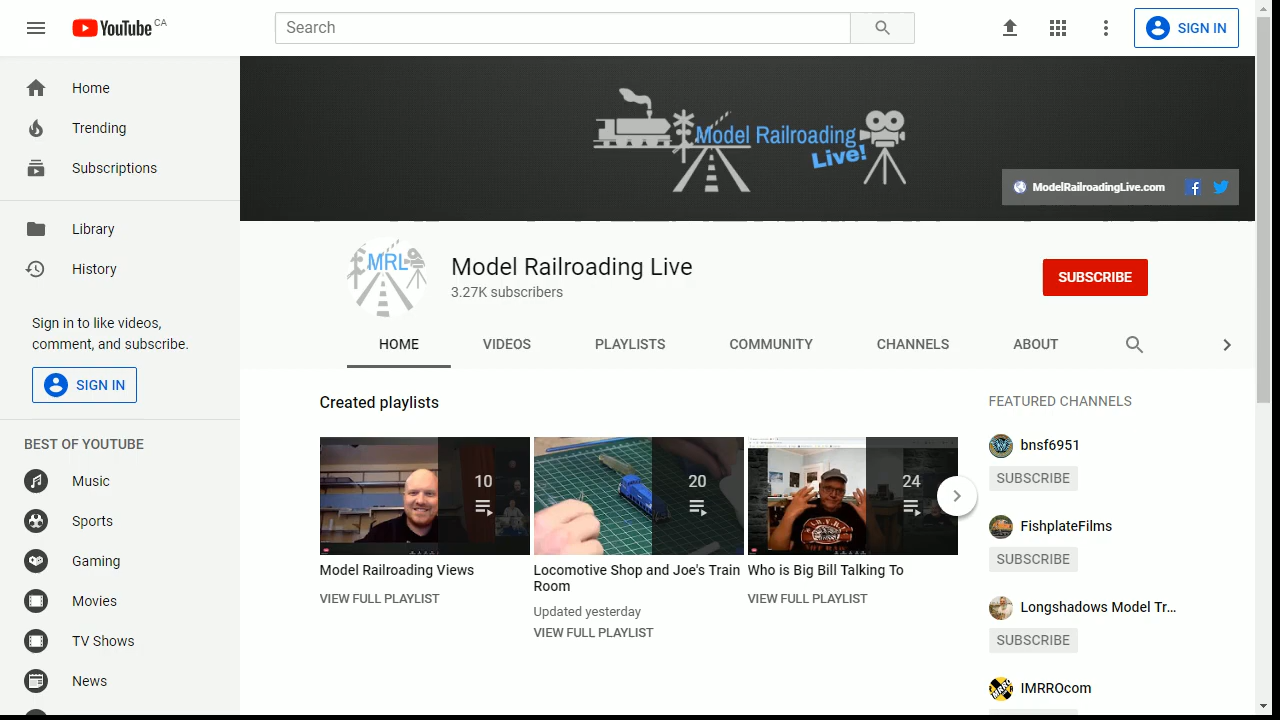 YouTube CA
Search
SIGN IN
Home
Trending
Subscriptions
Library
History
Sign in to like videos,
comment, and subscribe.
SIGN IN
BEST OF YOUTUBE
Music
Sports
Gaming
Movies
TV Shows
News
Model Railroading
Live!
ModelRailroadingLive.com
MRL
Model Railroading Live
3.27K subscribers
SUBSCRIBE
HOME
VIDEOS
PLAYLISTS
COMMUNITY
CHANNELS
ABOUT
Created playlists
10
20
24
Model Railroading Views
VIEW FULL PLAYLIST
Locomotive Shop and Joe's Train
Room
Updated yesterday
VIEW FULL PLAYLIST
Who is Big Bill Talking To
VIEW FULL PLAYLIST
FEATURED CHANNELS
bnsf6951
SUBSCRIBE
FishplateFilms
SUBSCRIBE
Longshadows Model Tr...
SUBSCRIBE
IMRROcom